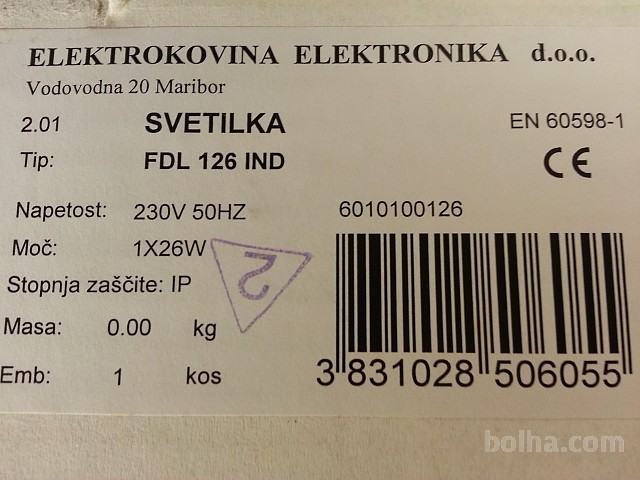 ELEKTROKOVINA ELEKTRONIKA d.o.o.
Vodovodna 20 Maribor
2.01 SVETILKA EN 60598-1
Tip: FDL 126 IND CE
Napetost: 230V 50HZ 6010100126
Moč: 1X26W
2
Stopnja zaščite: IP
Masa: 0.00 kg
Emb: 1 kos
3 831028 506055
bolha.com